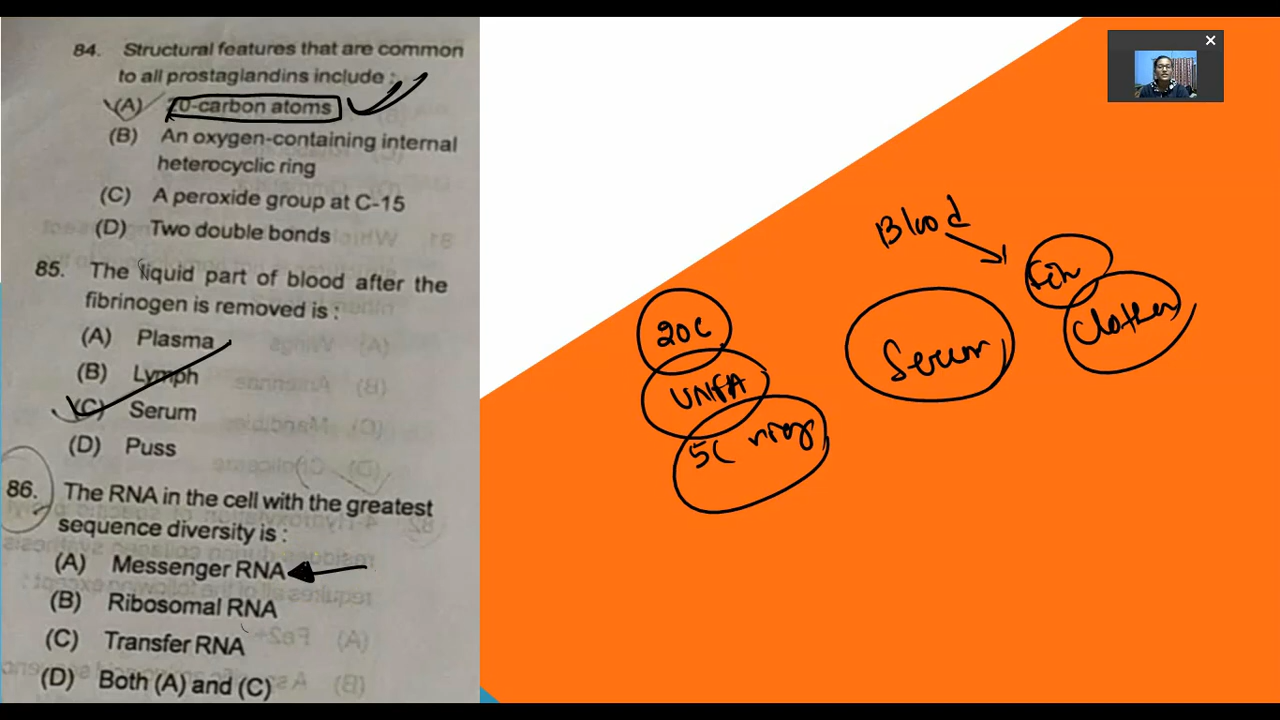 84. Structural features that are common
to all prostaglandins include :
(A) 20-carbon atoms
(B) An oxygen-containing internal
heterocyclic ring
(C) A peroxide group at C-15
(D) Two double bonds
85. The liquid part of blood after the
fibrinogen is removed is :
(A) Plasma
(B) Lymph
(C) Serum
(D) Puss
86. The RNA in the cell with the greatest
sequence diversity is :
(A) Messenger RNA
(B) Ribosomal RNA
(C) Transfer RNA
(D) Both (A) and (C)
Blood
20C
Serum
5C